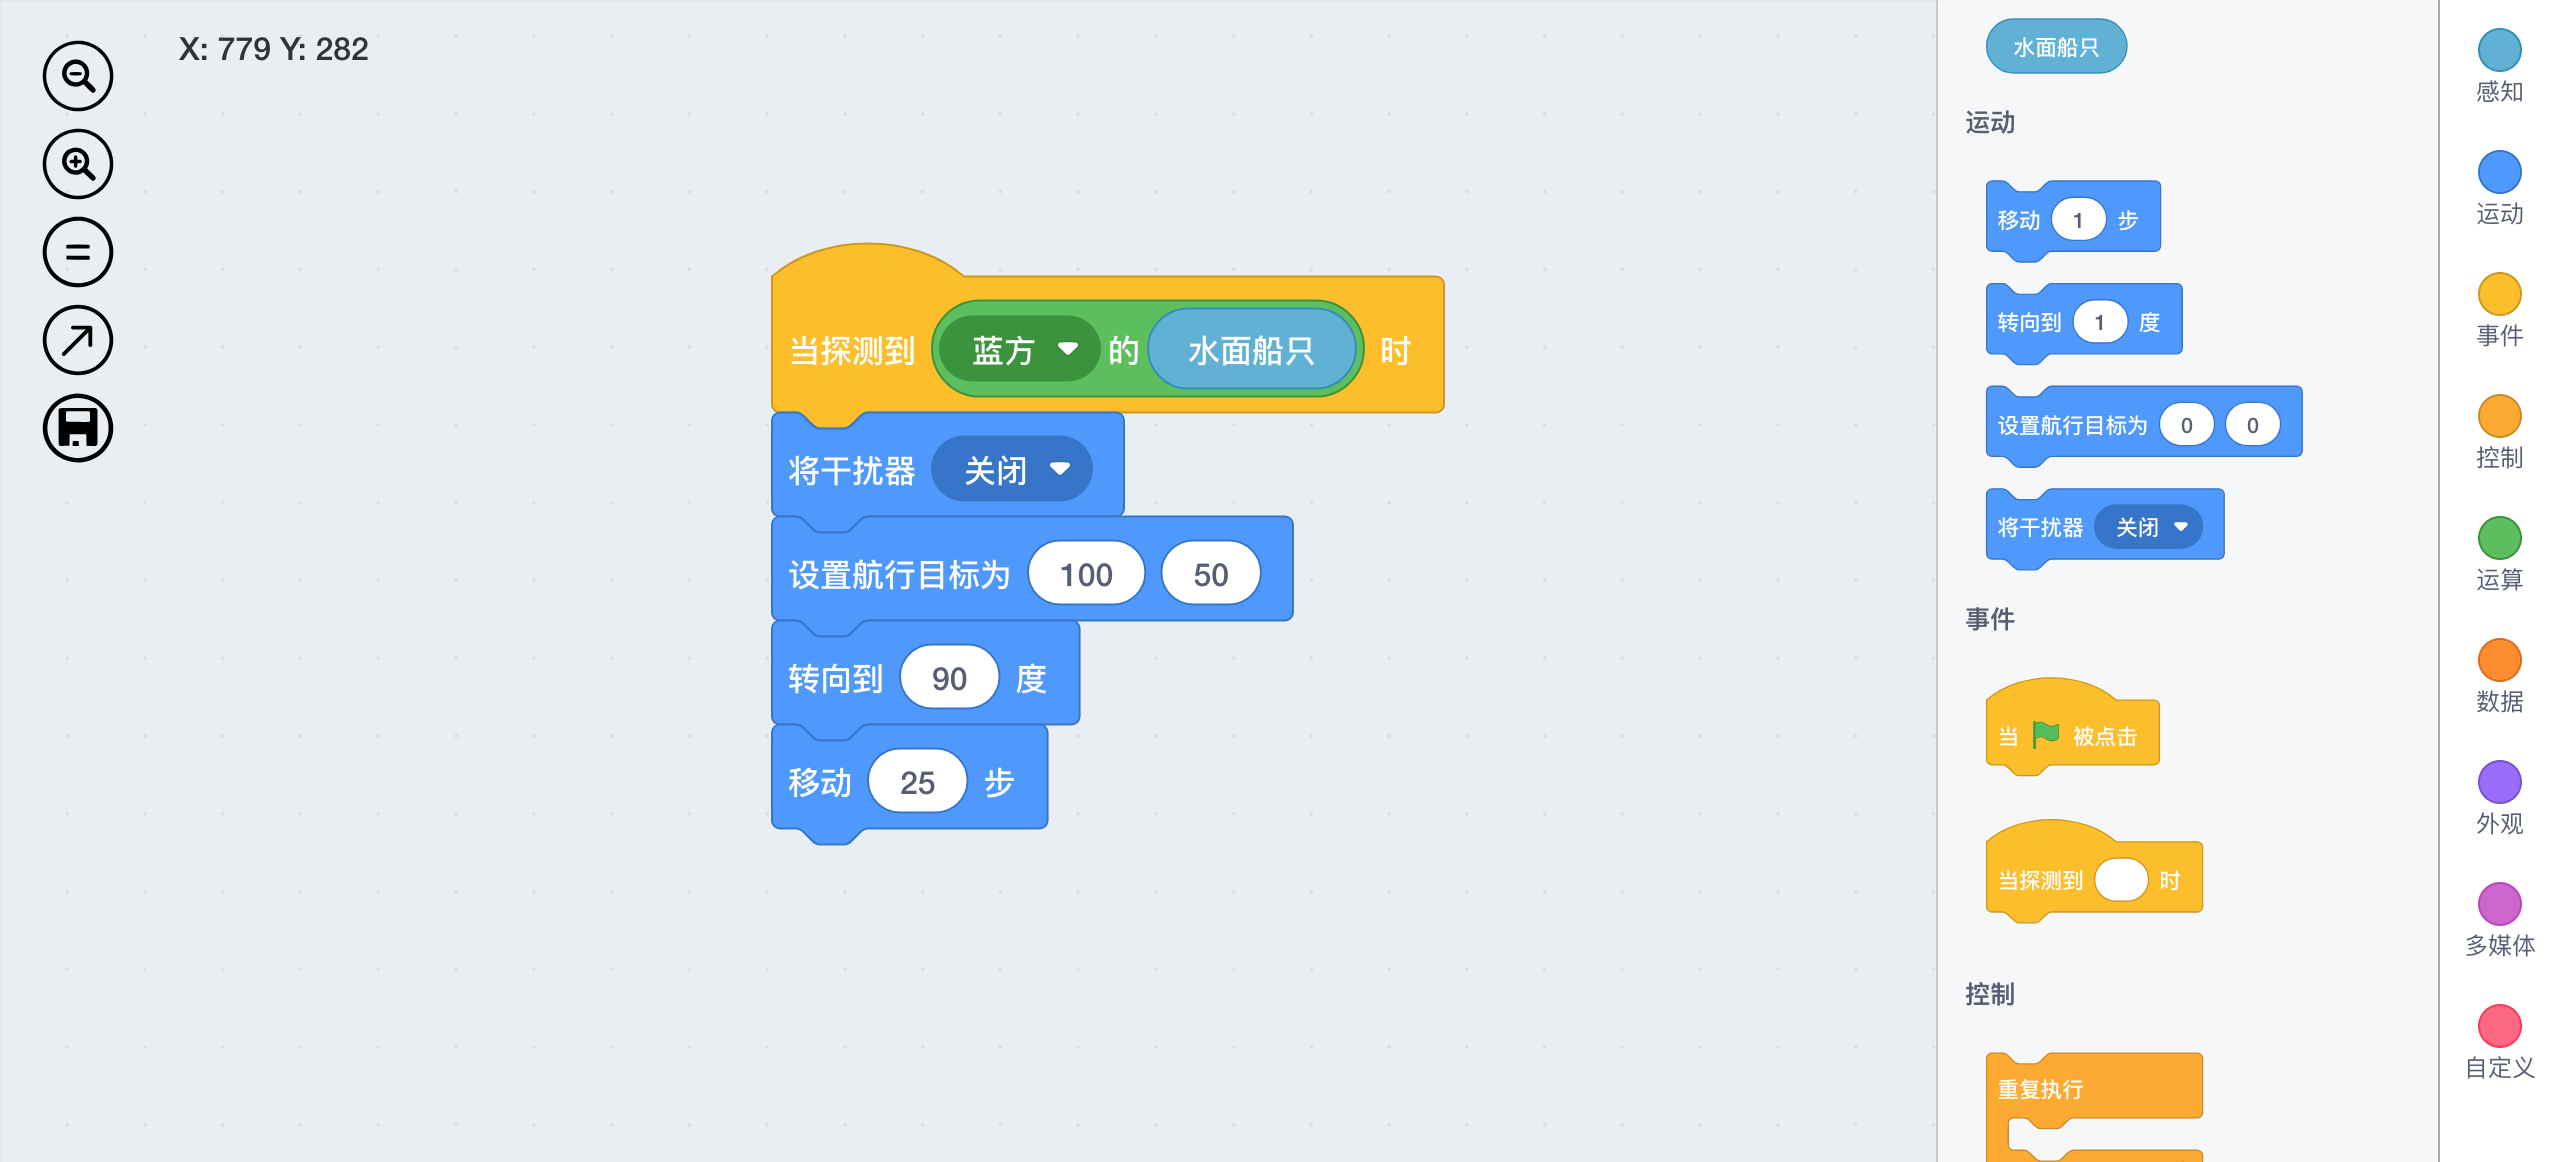 X: 779 Y: 282
当探测到 蓝方 的 水面船只 时
将干扰器 关闭
设置航行目标为 100 50
转向到 90 度
移动 25 步
水面船只
运动
移动 1 步
转向到 1 度
设置航行目标为 0 0
将干扰器 关闭
事件
当 被点击
当探测到 时
控制
重复执行
感知
运动
事件
控制
运算
数据
外观
多媒体
自定义